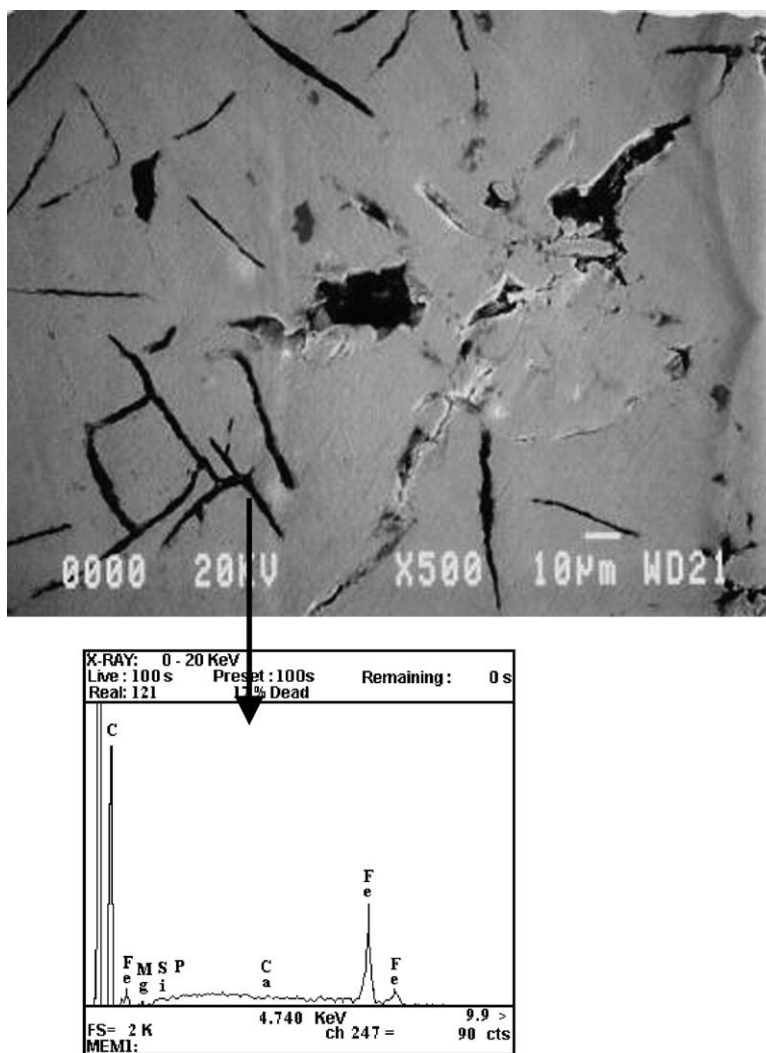 0000 20KV X500 10µm WD21
X-RAY: 0 - 20 KeV
Live: 100s Preset: 100s Remaining: 0 s
Real: 121 % Dead
C
Fe
Fe Mg Si P Ca Fe
4.740 KeV 9.9 >
FS= 2 K ch 247 = 90 cts
MEM1: